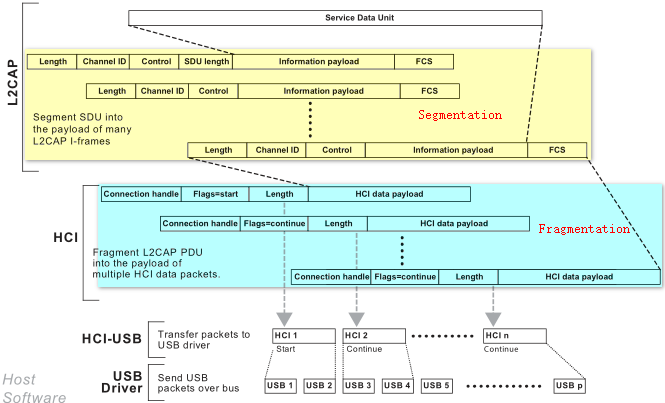 Service Data Unit
L2CAP
Length Channel ID Control SDU length Information payload FCS
Length Channel ID Control Information payload FCS
Segment SDU into
the payload of many
L2CAP I-frames
Segmentation
Length Channel ID Control Information payload FCS
HCI
Connection handle Flags=start Length HCI data payload
Connection handle Flags=continue Length HCI data payload
Fragmentation
Fragment L2CAP PDU
into the payload of
multiple HCI data packets.
Connection handle Flags=continue Length HCI data payload
HCI-USB
Transfer packets to
USB driver
HCI 1 HCI 2 HCI n
Start Continue Continue
USB
Driver
Send USB
packets over bus
USB 1 USB 2 USB 3 USB 4 USB 5 USB p
Host
Software